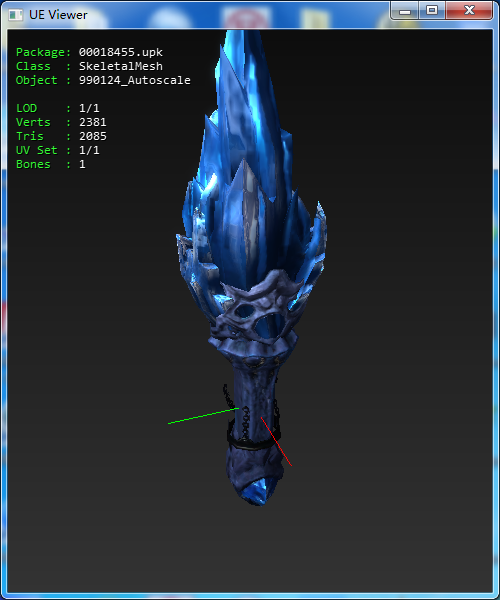 UE Viewer
Package: 00018455.upk
Class : SkeletalMesh
Object : 990124_Autoscale
LOD : 1/1
Verts : 2381
Tris : 2085
UV Set : 1/1
Bones : 1